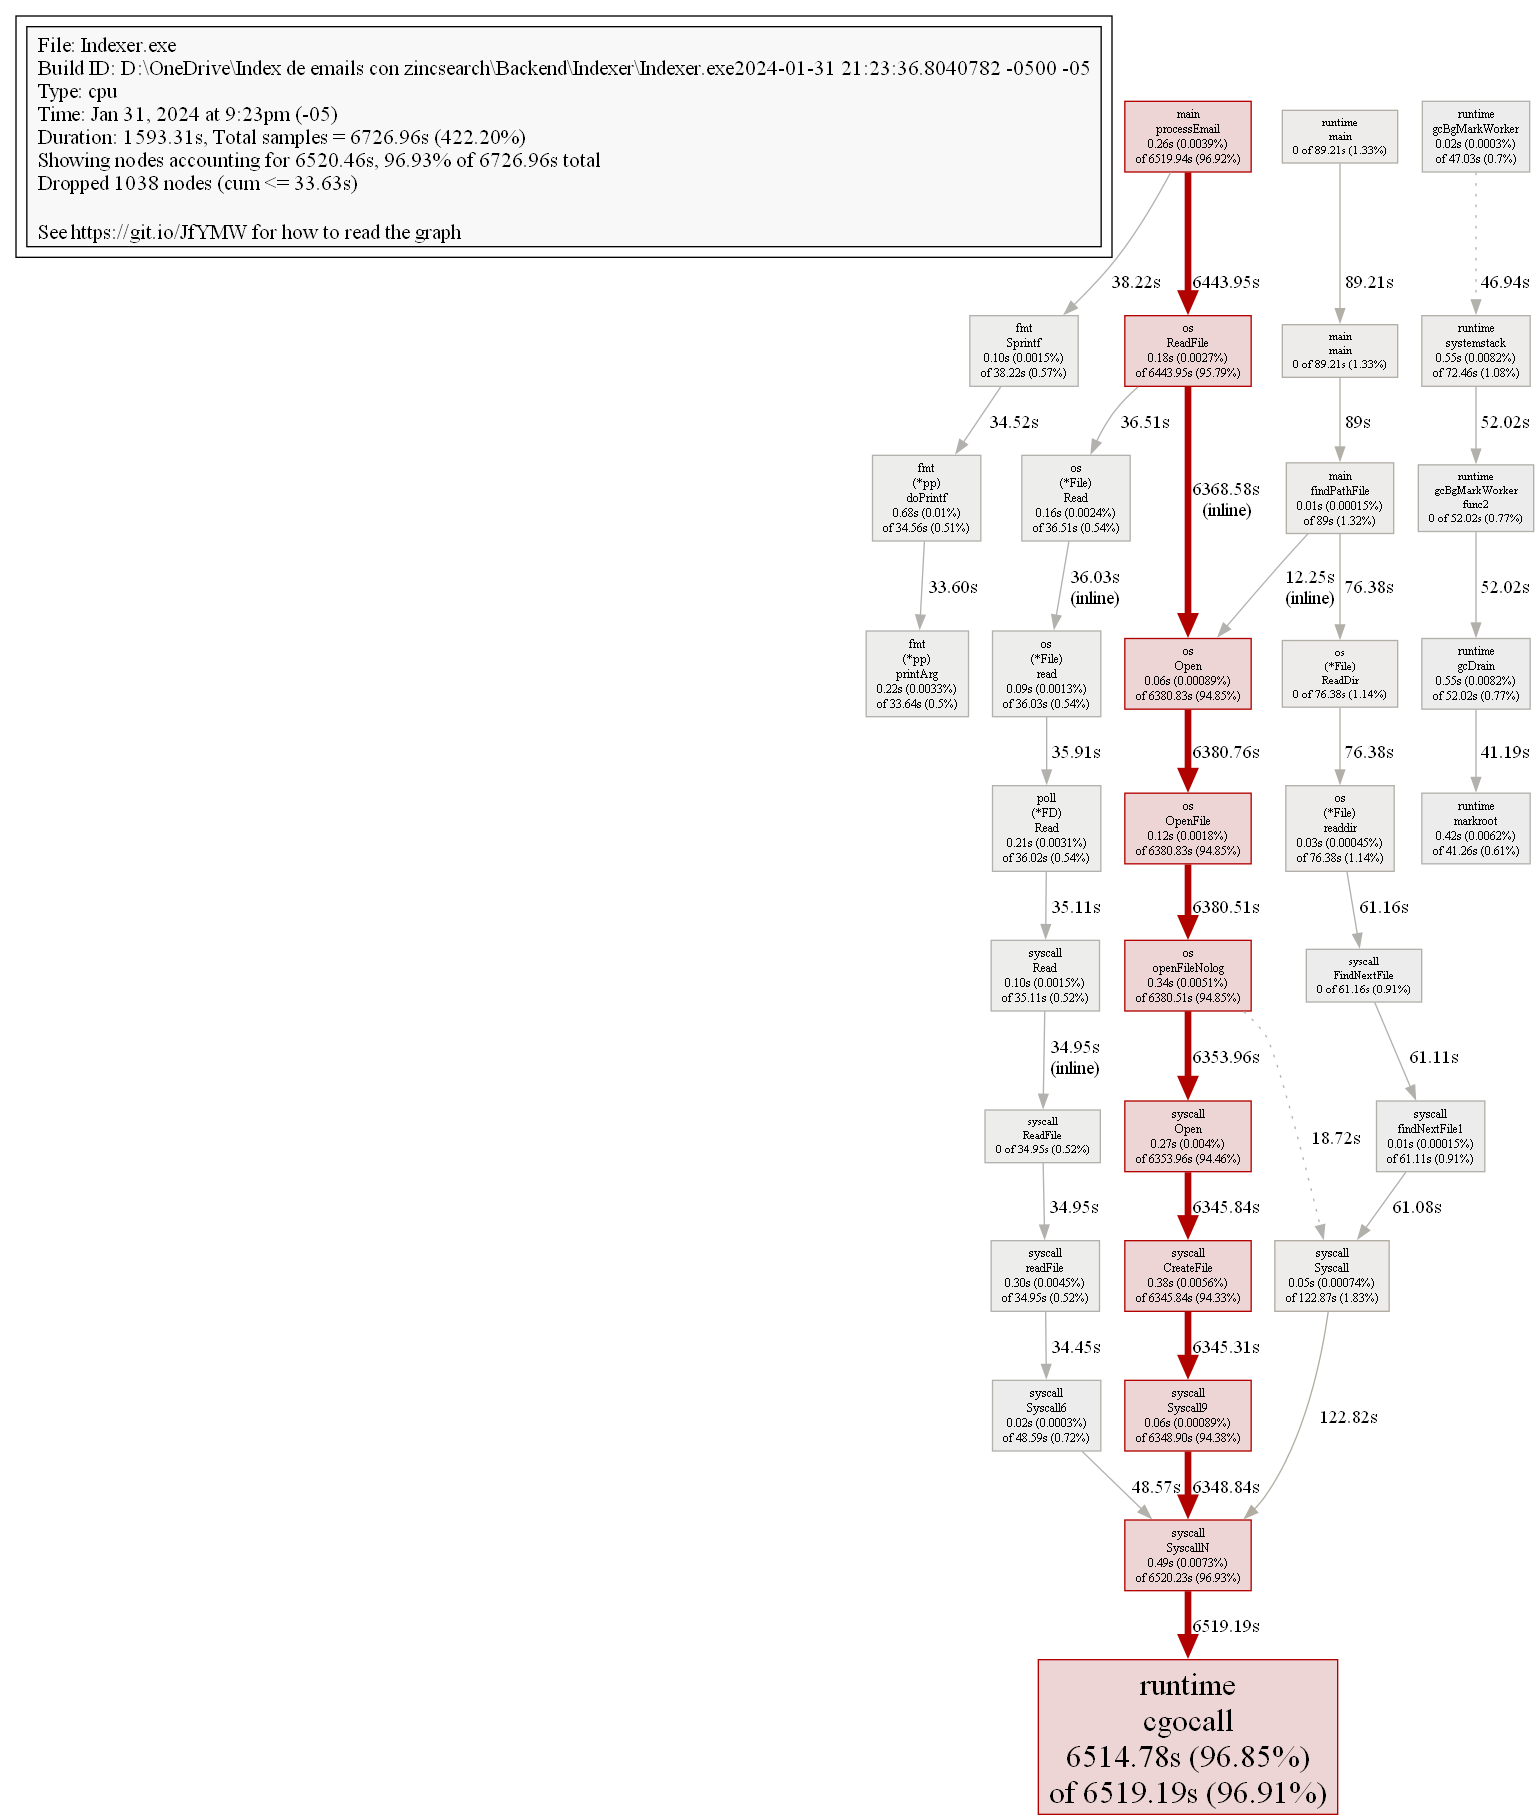 File: Indexer.exe
Build ID: D:\OneDrive\Index de emails con zincsearch\Backend\Indexer\Indexer.exe2024-01-31 21:23:36.8040782 -0500 -05
Type: cpu
Time: Jan 31, 2024 at 9:23pm (-05)
Duration: 1593.31s, Total samples = 6726.96s (422.20%)
Showing nodes accounting for 6520.46s, 96.93% of 6726.96s total
Dropped 1038 nodes (cum <= 33.63s)
See https://git.io/JfYMW for how to read the graph
main
processEmail
0.26s (0.0039%)
of 6519.94s (96.92%)
runtime
main
0 of 89.21s (1.33%)
runtime
gcBgMarkWorker
0.02s (0.0003%)
of 47.03s (0.7%)
38.22s
6443.95s
89.21s
46.94s
fmt
Sprintf
0.10s (0.0015%)
of 38.22s (0.57%)
os
ReadFile
0.18s (0.0027%)
of 6443.95s (95.79%)
main
main
0 of 89.21s (1.33%)
runtime
systemstack
0.55s (0.0082%)
of 72.46s (1.08%)
34.52s
36.51s
6368.58s
(inline)
89s
52.02s
fmt
(*pp)
doPrintf
0.68s (0.01%)
of 34.56s (0.51%)
os
(*File)
Read
0.16s (0.0024%)
of 36.51s (0.54%)
main
findPathFile
0.01s (0.00015%)
of 89s (1.32%)
runtime
gcBgMarkWorker
func2
0 of 52.02s (0.77%)
33.60s
36.03s
(inline)
12.25s
(inline)
76.38s
52.02s
fmt
(*pp)
printArg
0.22s (0.0033%)
of 33.64s (0.5%)
os
(*File)
read
0.09s (0.0013%)
of 36.03s (0.54%)
os
Open
0.06s (0.00089%)
of 6380.83s (94.85%)
os
(*File)
ReadDir
0 of 76.38s (1.14%)
runtime
gcDrain
0.55s (0.0082%)
of 52.02s (0.77%)
35.91s
6380.76s
76.38s
41.19s
poll
(*FD)
Read
0.21s (0.0031%)
of 36.02s (0.54%)
os
OpenFile
0.12s (0.0018%)
of 6380.83s (94.85%)
os
(*File)
readdir
0.03s (0.00045%)
of 76.38s (1.14%)
runtime
markroot
0.42s (0.0062%)
of 41.26s (0.61%)
35.11s
6380.51s
61.16s
syscall
Read
0.10s (0.0015%)
of 35.11s (0.52%)
os
openFileNolog
0.34s (0.0051%)
of 6380.51s (94.85%)
syscall
FindNextFile
0 of 61.16s (0.91%)
34.95s
(inline)
6353.96s
18.72s
61.11s
syscall
ReadFile
0 of 34.95s (0.52%)
syscall
Open
0.27s (0.004%)
of 6353.96s (94.46%)
syscall
findNextFile1
0.01s (0.00015%)
of 61.11s (0.91%)
34.95s
6345.84s
61.08s
syscall
readFile
0.30s (0.0045%)
of 34.95s (0.52%)
syscall
CreateFile
0.38s (0.0056%)
of 6345.84s (94.33%)
syscall
Syscall
0.05s (0.00074%)
of 122.87s (1.83%)
34.45s
6345.31s
122.82s
syscall
Syscall6
0.02s (0.0003%)
of 48.59s (0.72%)
syscall
Syscall9
0.06s (0.00089%)
of 6348.90s (94.38%)
48.57s
6348.84s
syscall
SyscallN
0.49s (0.0073%)
of 6520.23s (96.93%)
6519.19s
runtime
cgocall
6514.78s (96.85%)
of 6519.19s (96.91%)